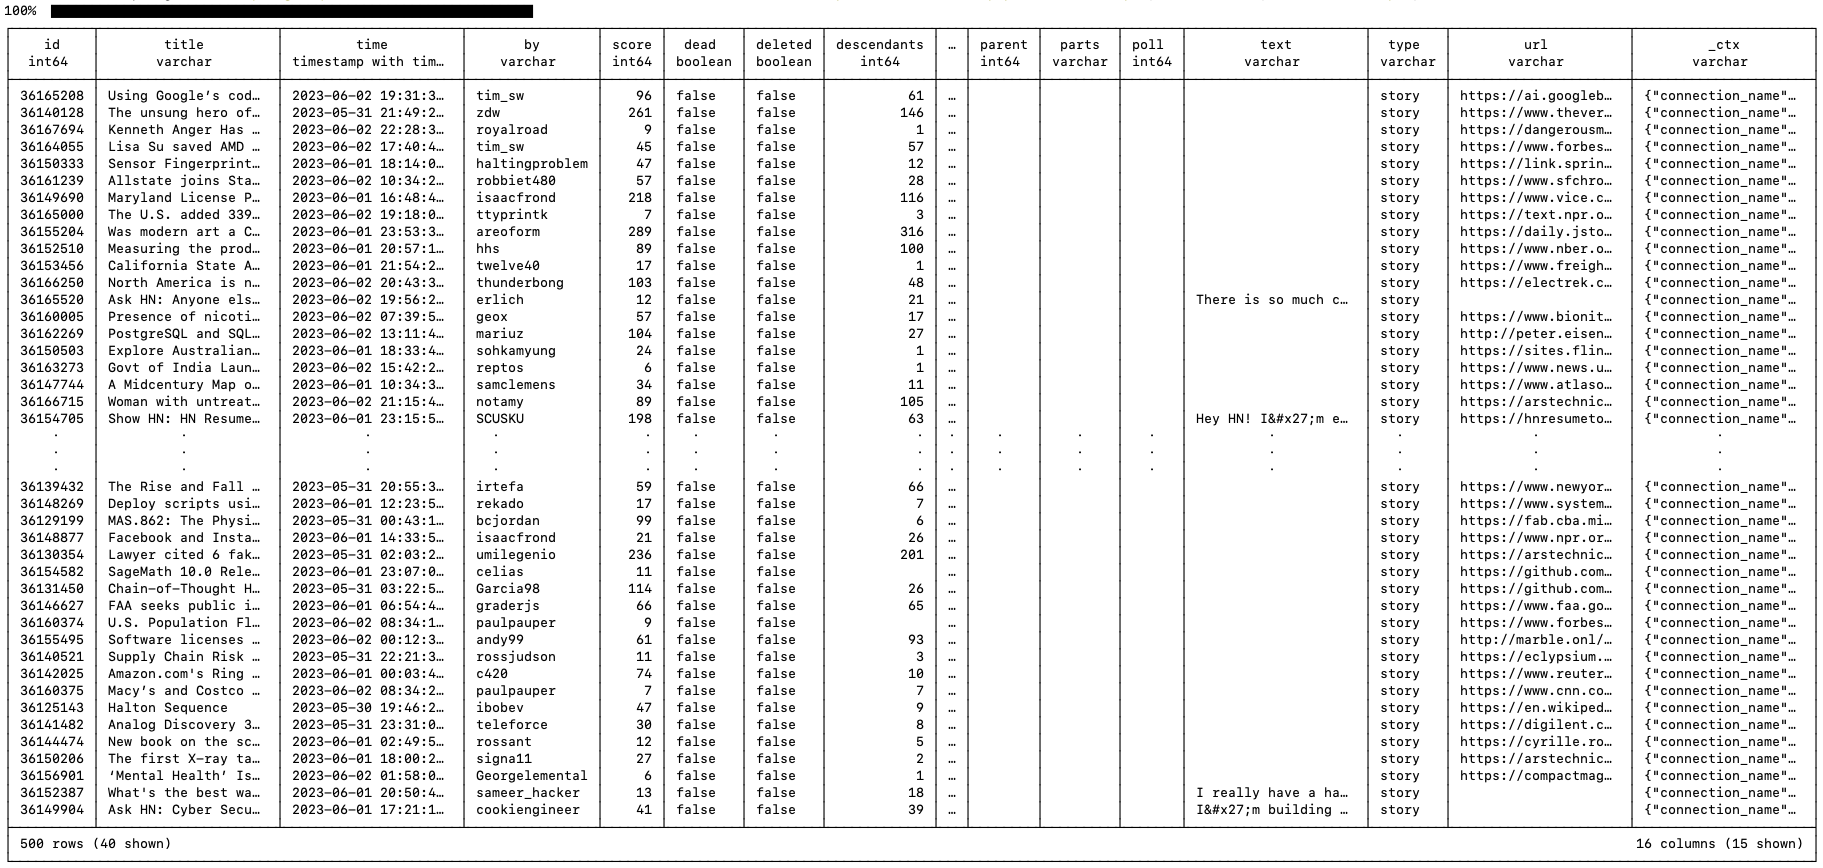 100%
id title time by score dead deleted descendants … parent parts poll text type url _ctx
int64 varchar timestamp with tim… varchar int64 boolean boolean int64 int64 varchar int64 varchar varchar varchar varchar
36165208 Using Google’s cod… 2023-06-02 19:31:3… tim_sw 96 false false 61 … story https://ai.googleb… {"connection_name"…
36140128 The unsung hero of… 2023-05-31 21:49:2… zdw 261 false false 146 … story https://www.thever… {"connection_name"…
36167694 Kenneth Anger Has … 2023-06-02 22:28:3… royalroad 9 false false 1 … story https://dangerousm… {"connection_name"…
36164055 Lisa Su saved AMD … 2023-06-02 17:40:4… tim_sw 45 false false 57 … story https://www.forbes… {"connection_name"…
36150333 Sensor Fingerprint… 2023-06-01 18:14:0… haltingproblem 47 false false 12 … story https://link.sprin… {"connection_name"…
36161239 Allstate joins Sta… 2023-06-02 10:34:2… robbiet480 57 false false 28 … story https://www.sfchro… {"connection_name"…
36149690 Maryland License P… 2023-06-01 16:48:4… isaacfrond 218 false false 116 … story https://www.vice.c… {"connection_name"…
36165000 The U.S. added 339… 2023-06-02 19:18:0… ttyprintk 7 false false 3 … story https://text.npr.o… {"connection_name"…
36155204 Was modern art a C… 2023-06-01 23:53:3… areoform 289 false false 316 … story https://daily.jsto… {"connection_name"…
36152510 Measuring the prod… 2023-06-01 20:57:1… hhs 89 false false 100 … story https://www.nber.o… {"connection_name"…
36153456 California State A… 2023-06-01 21:54:2… twelve40 17 false false 1 … story https://www.freigh… {"connection_name"…
36166250 North America is n… 2023-06-02 20:43:3… thunderbong 103 false false 48 … story https://electrek.c… {"connection_name"…
36165520 Ask HN: Anyone els… 2023-06-02 19:56:2… erlich 12 false false 21 … There is so much c… story {"connection_name"…
36160005 Presence of nicoti… 2023-06-02 07:39:5… geox 57 false false 17 … story https://www.bionit… {"connection_name"…
36162269 PostgreSQL and SQL… 2023-06-02 13:11:4… mariuz 104 false false 27 … story http://peter.eisen… {"connection_name"…
36150503 Explore Australian… 2023-06-01 18:33:4… sohkamyung 24 false false 1 … story https://sites.flin… {"connection_name"…
36163273 Govt of India Laun… 2023-06-02 15:42:2… reptos 6 false false 1 … story https://www.news.u… {"connection_name"…
36147744 A Midcentury Map o… 2023-06-01 10:34:3… samclemens 34 false false 11 … story https://www.atlaso… {"connection_name"…
36166715 Woman with untreat… 2023-06-02 21:15:4… notamy 89 false false 105 … story https://arstechnic… {"connection_name"…
36154705 Show HN: HN Resume… 2023-06-01 23:15:5… SCUSKU 198 false false 63 … Hey HN! I&#x27;m e… story https://hnresumeto… {"connection_name"…
. . . . . . . . . . . . . . . .
. . . . . . . . . . . . . . . .
. . . . . . . . . . . . . . . .
36139432 The Rise and Fall … 2023-05-31 20:55:3… irtefa 59 false false 66 … story https://www.newyor… {"connection_name"…
36148269 Deploy scripts usi… 2023-06-01 12:23:5… rekado 17 false false 7 … story https://www.system… {"connection_name"…
36129199 MAS.862: The Physi… 2023-05-31 00:43:1… bcjordan 99 false false 6 … story https://fab.cba.mi… {"connection_name"…
36148877 Facebook and Insta… 2023-06-01 14:33:5… isaacfrond 21 false false 26 … story https://www.npr.or… {"connection_name"…
36130354 Lawyer cited 6 fak… 2023-05-31 02:03:2… umilegenio 236 false false 201 … story https://arstechnic… {"connection_name"…
36154582 SageMath 10.0 Rele… 2023-06-01 23:07:0… celias 11 false false … story https://github.com… {"connection_name"…
36131450 Chain-of-Thought H… 2023-05-31 03:22:5… Garcia98 114 false false 26 … story https://github.com… {"connection_name"…
36146627 FAA seeks public i… 2023-06-01 06:54:4… graderjs 66 false false 65 … story https://www.faa.go… {"connection_name"…
36160374 U.S. Population Fl… 2023-06-02 08:34:1… paulpauper 9 false false … story https://www.forbes… {"connection_name"…
36155495 Software licenses … 2023-06-02 00:12:3… andy99 61 false false 93 … story http://marble.onl/… {"connection_name"…
36140521 Supply Chain Risk … 2023-05-31 22:21:3… rossjudson 11 false false 3 … story https://eclypsium.… {"connection_name"…
36142025 Amazon.com's Ring … 2023-06-01 00:03:4… c420 74 false false 10 … story https://www.reuter… {"connection_name"…
36160375 Macy’s and Costco … 2023-06-02 08:34:2… paulpauper 7 false false 7 … story https://www.cnn.co… {"connection_name"…
36125143 Halton Sequence 2023-05-30 19:46:2… ibobev 47 false false 9 … story https://en.wikiped… {"connection_name"…
36141482 Analog Discovery 3… 2023-05-31 23:31:0… teleforce 30 false false 8 … story https://digilent.c… {"connection_name"…
36144474 New book on the sc… 2023-06-01 02:49:5… rossant 12 false false 5 … story https://cyrille.ro… {"connection_name"…
36150206 The first X-ray ta… 2023-06-01 18:00:2… signa11 27 false false 2 … story https://arstechnic… {"connection_name"…
36156901 ‘Mental Health’ Is… 2023-06-02 01:58:0… Georgelemental 6 false false 1 … story https://compactmag… {"connection_name"…
36152387 What's the best wa… 2023-06-01 20:50:4… sameer_hacker 13 false false 18 … I really have a ha… story {"connection_name"…
36149904 Ask HN: Cyber Secu… 2023-06-01 17:21:1… cookiengineer 41 false false 39 … I&#x27;m building … story {"connection_name"…
500 rows (40 shown) 16 columns (15 shown)